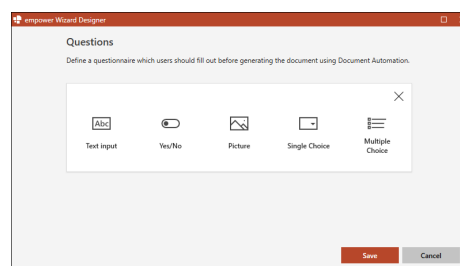 empower Wizard Designer
Questions
Define a questionnaire which users should fill out before generating the document using Document Automation.
Abc
Text input
Yes/No
Picture
Single Choice
Multiple
Choice
Save
Cancel